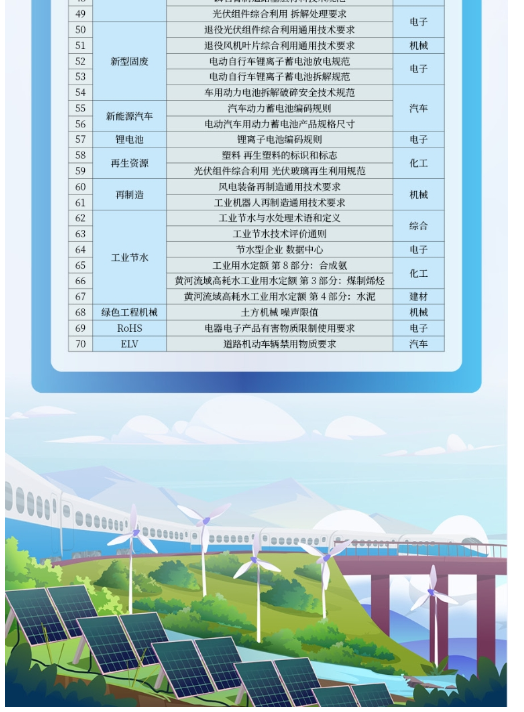 49 光伏组件综合利用 拆解处理要求
50 退役光伏组件综合利用通用技术要求 电子
51 退役风机叶片综合利用通用技术要求 机械
新型固废
52 电动自行车锂离子蓄电池放电规范
53 电动自行车锂离子蓄电池拆解规范 电子
54 车用动力电池拆解破碎安全技术规范
55 汽车动力蓄电池编码规则 汽车
新能源汽车
56 电动汽车用动力蓄电池产品规格尺寸
57 锂电池 锂离子电池编码规则 电子
58 塑料 再生塑料的标识和标志
再生资源 化工
59 光伏组件综合利用 光伏玻璃再生利用规范
60 风电装备再制造通用技术要求
再制造 机械
61 工业机器人再制造通用技术要求
62 工业节水与水处理术语和定义
综合
63 工业节水技术评价通则
64 节水型企业 数据中心 电子
工业节水
65 工业用水定额 第 8 部分：合成氨
化工
66 黄河流域高耗水工业用水定额 第 3 部分：煤制烯烃
67 黄河流域高耗水工业用水定额 第 4 部分：水泥 建材
68 绿色工程机械 土方机械 噪声限值 机械
69 RoHS 电器电子产品有害物质限制使用要求 电子
70 ELV 道路机动车辆禁用物质要求 汽车